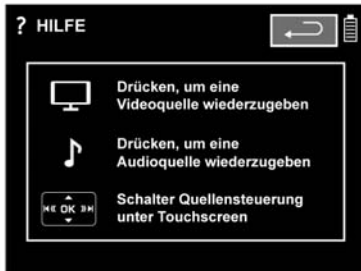 ? HILFE
Drücken, um eine
Videoquelle wiederzugeben
Drücken, um eine
Audioquelle wiederzugeben
OK
Schalter Quellensteuerung
unter Touchscreen